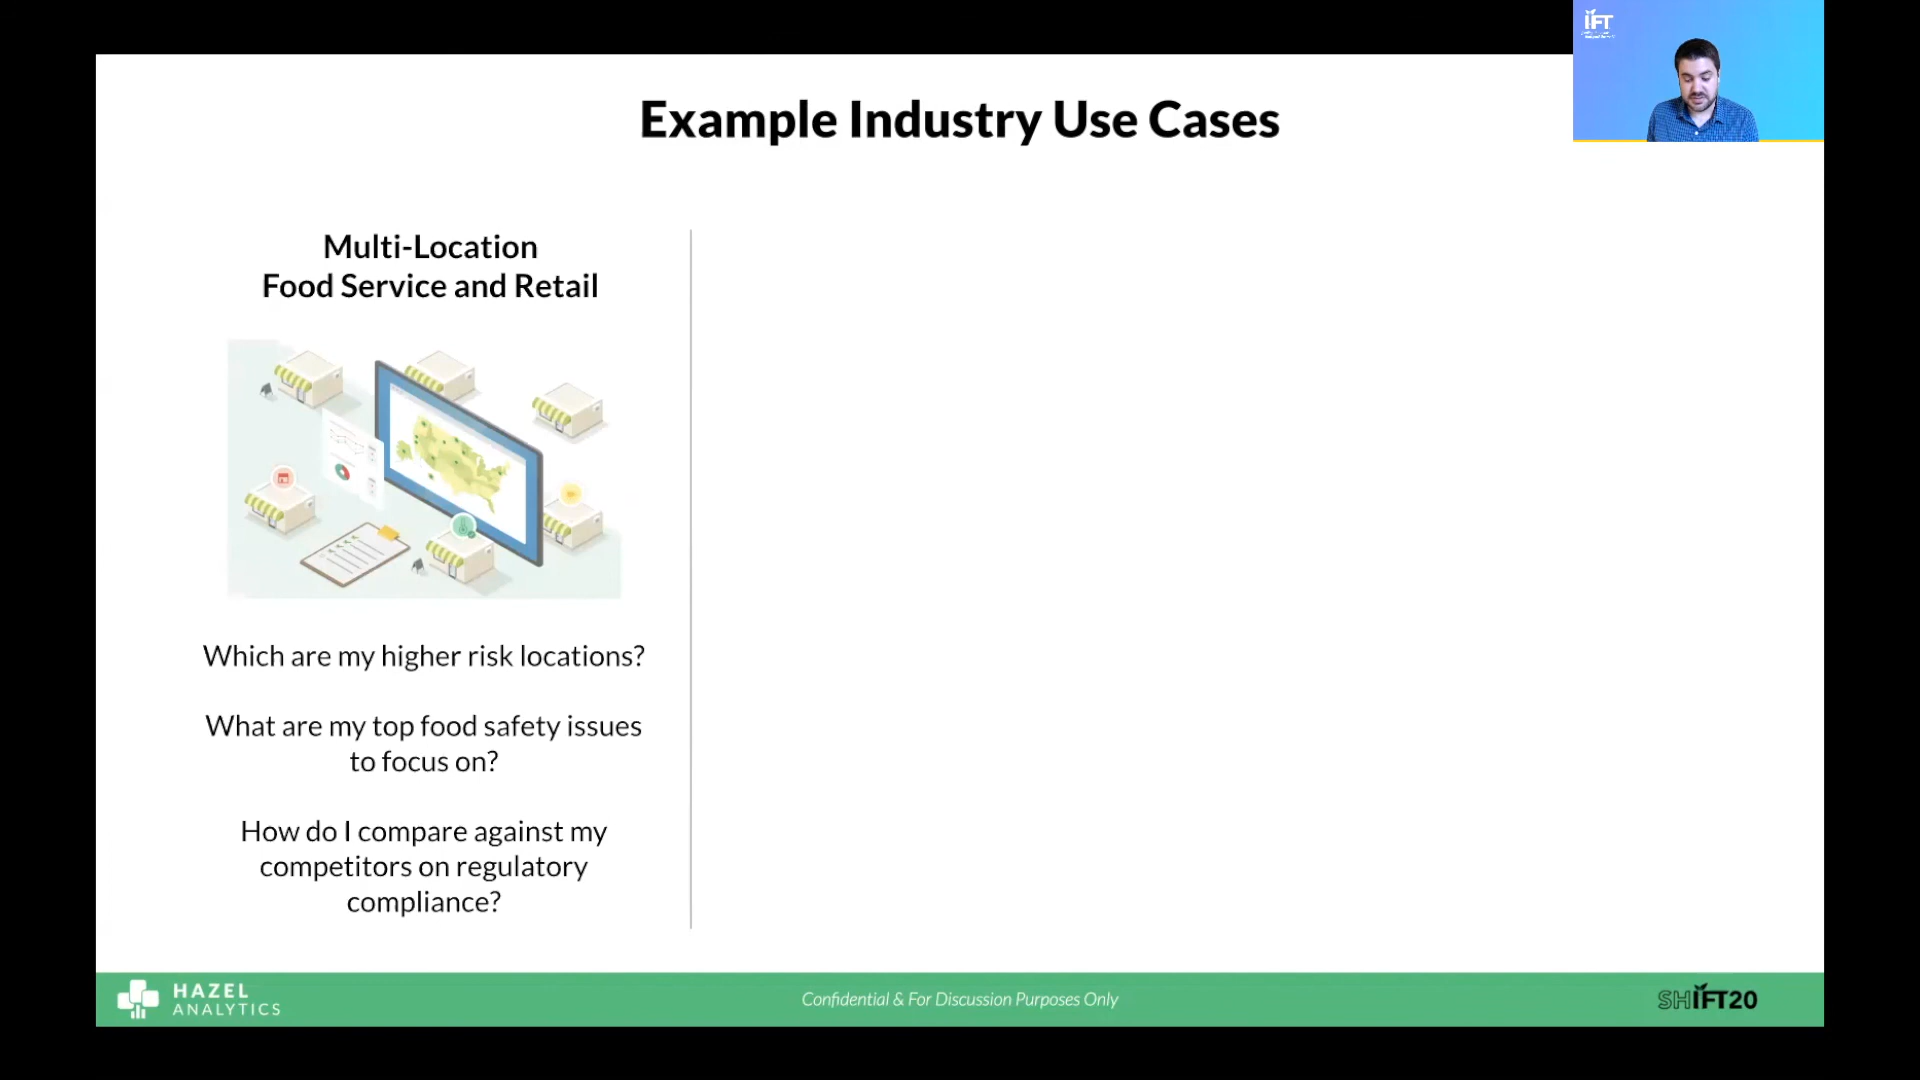 IFT
Example Industry Use Cases
Multi-Location
Food Service and Retail
Which are my higher risk locations?
What are my top food safety issues
to focus on?
How do I compare against my
competitors on regulatory
compliance?
HAZEL
ANALYTICS
Confidential & For Discussion Purposes Only
SHIFT20